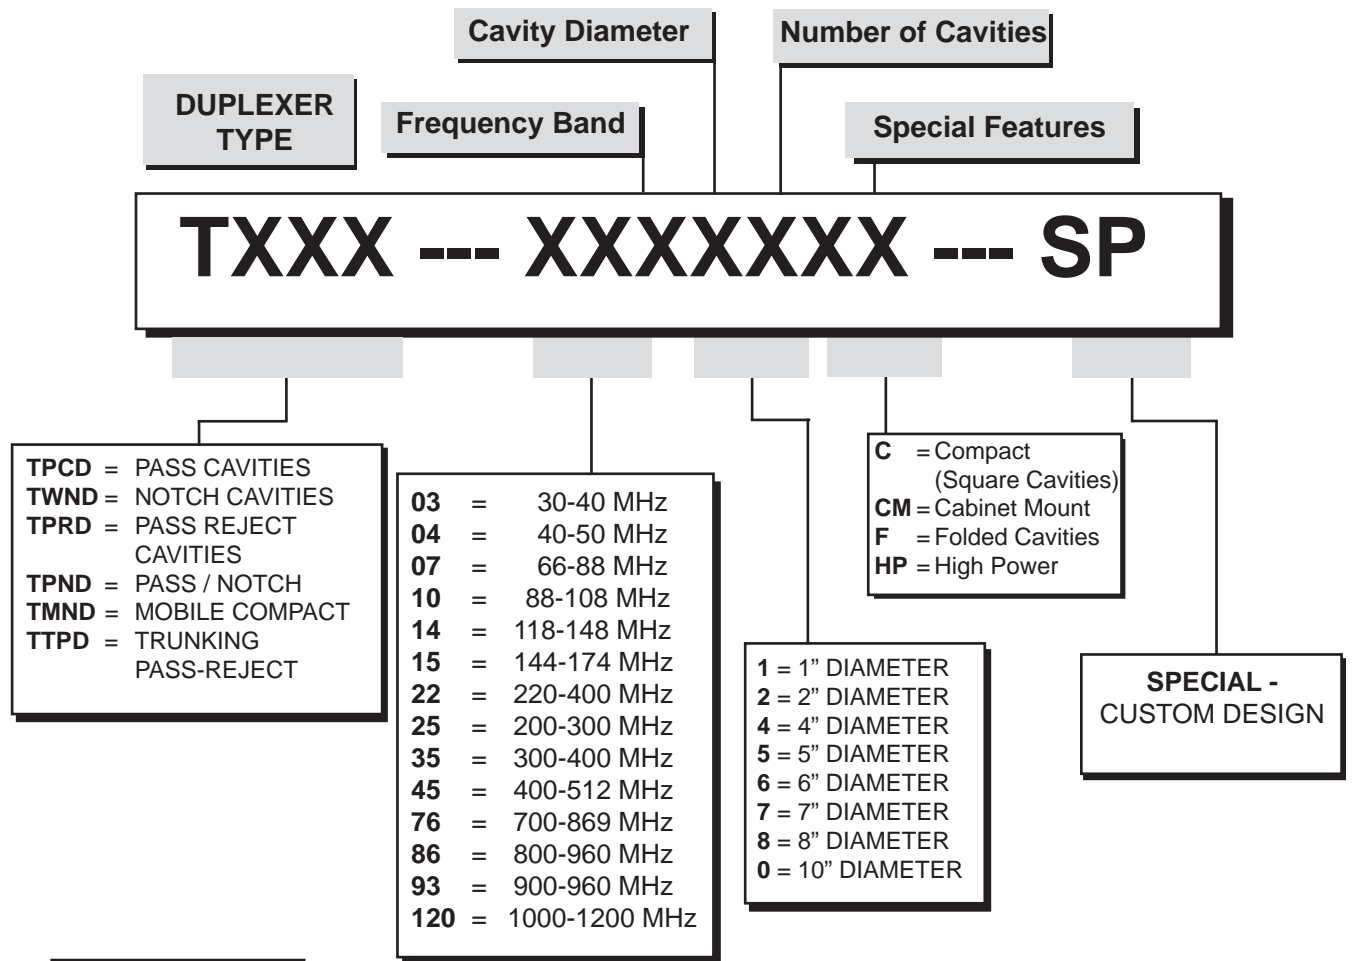 Cavity Diameter
Number of Cavities
DUPLEXER
TYPE
Frequency Band
Special Features
TXXX --- XXXXXXX --- SP
TPCD = PASS CAVITIES
TWND = NOTCH CAVITIES
TPRD = PASS REJECT
CAVITIES
TPND = PASS / NOTCH
TMND = MOBILE COMPACT
TTPD = TRUNKING
PASS-REJECT
03 = 30-40 MHz
04 = 40-50 MHz
07 = 66-88 MHz
10 = 88-108 MHz
14 = 118-148 MHz
15 = 144-174 MHz
22 = 220-400 MHz
25 = 200-300 MHz
35 = 300-400 MHz
45 = 400-512 MHz
76 = 700-869 MHz
86 = 800-960 MHz
93 = 900-960 MHz
120 = 1000-1200 MHz
1 = 1” DIAMETER
2 = 2” DIAMETER
4 = 4” DIAMETER
5 = 5” DIAMETER
6 = 6” DIAMETER
7 = 7” DIAMETER
8 = 8” DIAMETER
0 = 10” DIAMETER
C = Compact
(Square Cavities)
CM = Cabinet Mount
F = Folded Cavities
HP = High Power
SPECIAL -
CUSTOM DESIGN